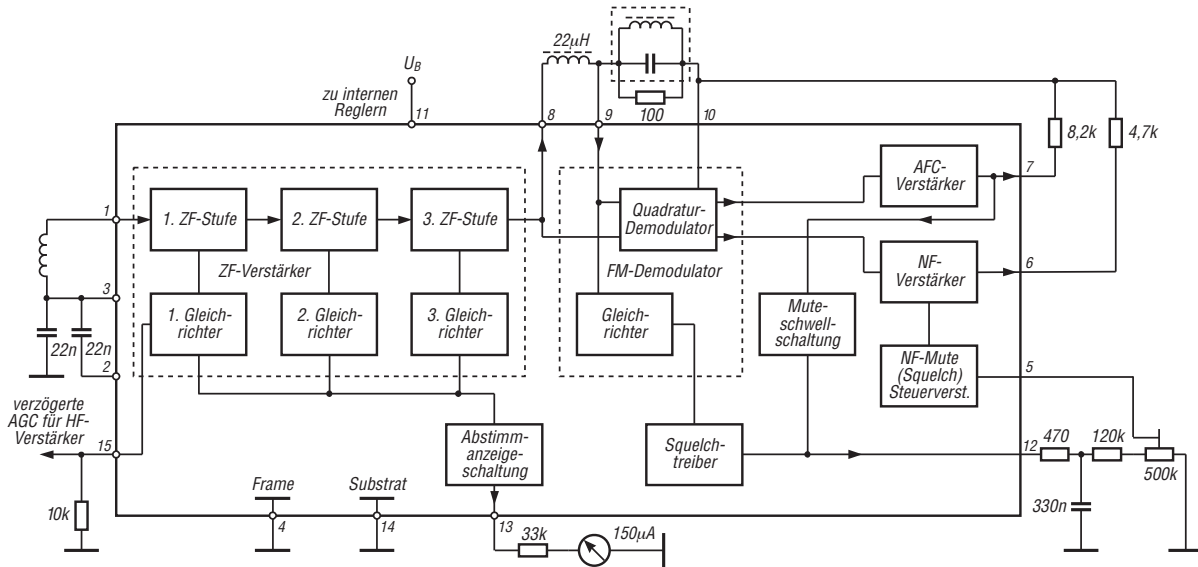 22µH
U_B
zu internen
Reglern
11
8
9
100
10
8,2k
4,7k
1
1. ZF-Stufe
2. ZF-Stufe
3. ZF-Stufe
Quadratur-
Demodulator
AFC-
Verstärker
7
ZF-Verstärker
FM-Demodulator
NF-
Verstärker
6
3
1. Gleich-
richter
2. Gleich-
richter
3. Gleich-
richter
Gleich-
richter
Mute-
schwell-
schaltung
22n
22n
2
NF-Mute
(Squelch)
Steuerverst.
5
verzögerte
AGC für HF-
Verstärker
15
Abstimm-
anzeige-
schaltung
Squelch-
treiber
12
470
120k
500k
10k
Frame
Substrat
330n
4
14
13
33k
150µA